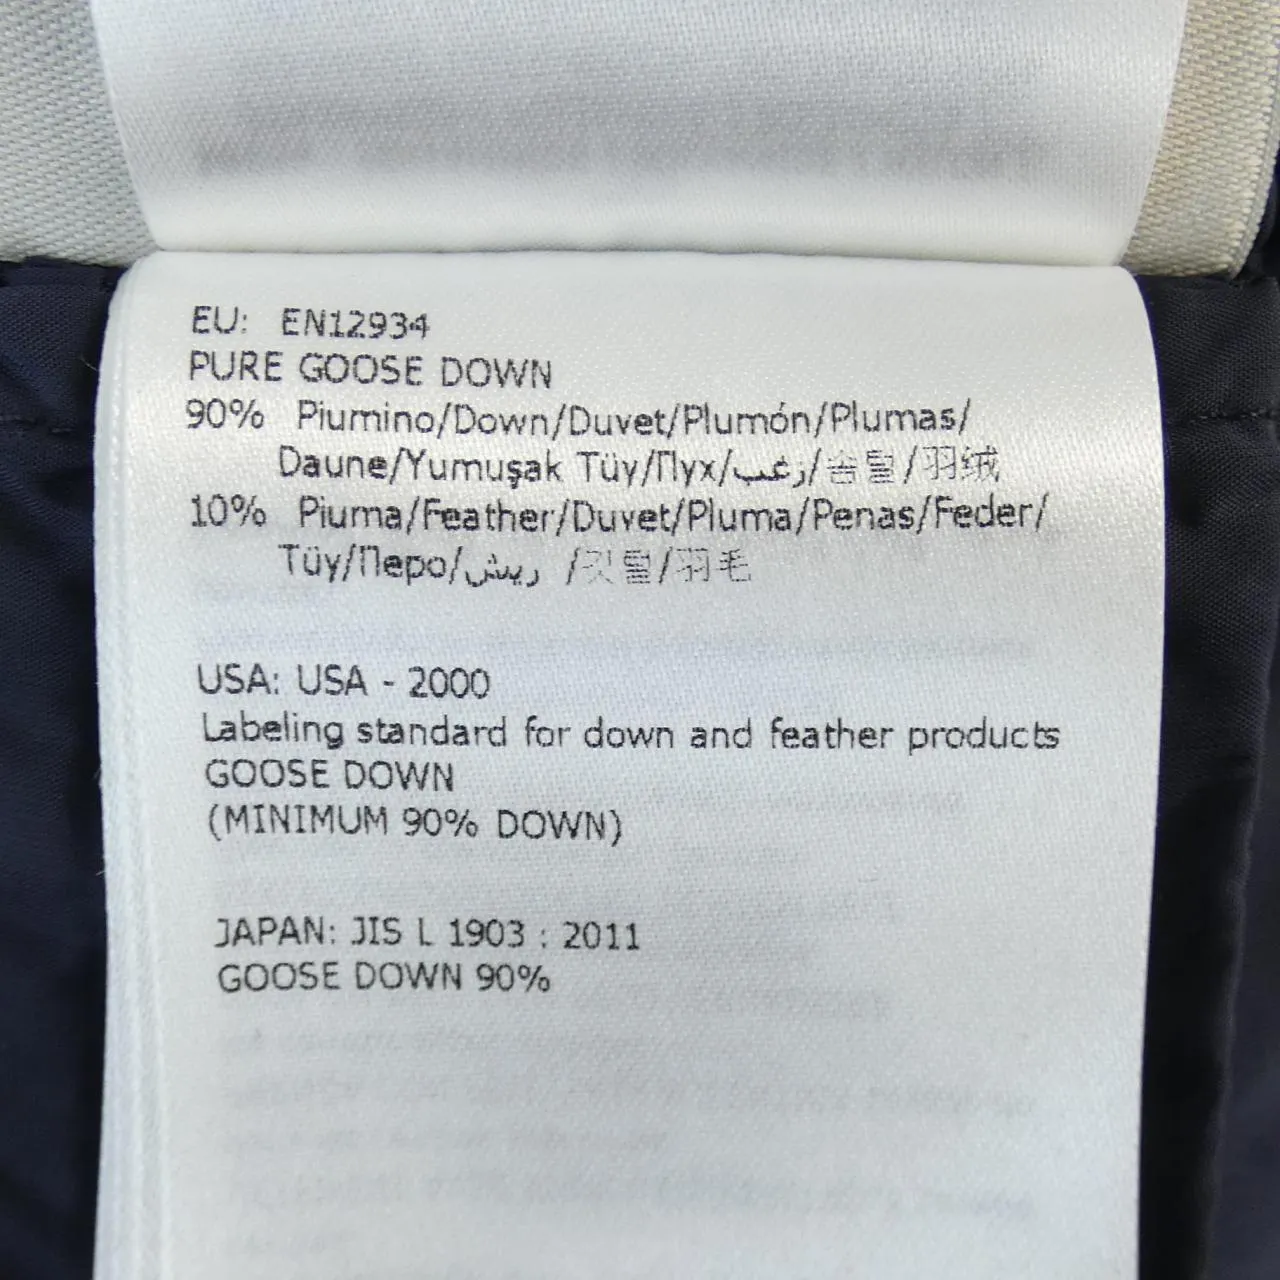 EU: EN12934
PURE GOOSE DOWN
90% Piumino/Down/Duvet/Plumón/Plumas/
Daune/Yumuşak Tüy/Пух/زغب/솜털/羽绒
10% Piuma/Feather/Duvet/Pluma/Penas/Feder/
Tüy/Перо/ريش /깃털/羽毛
USA: USA - 2000
Labeling standard for down and feather products
GOOSE DOWN
(MINIMUM 90% DOWN)
JAPAN: JIS L 1903 : 2011
GOOSE DOWN 90%